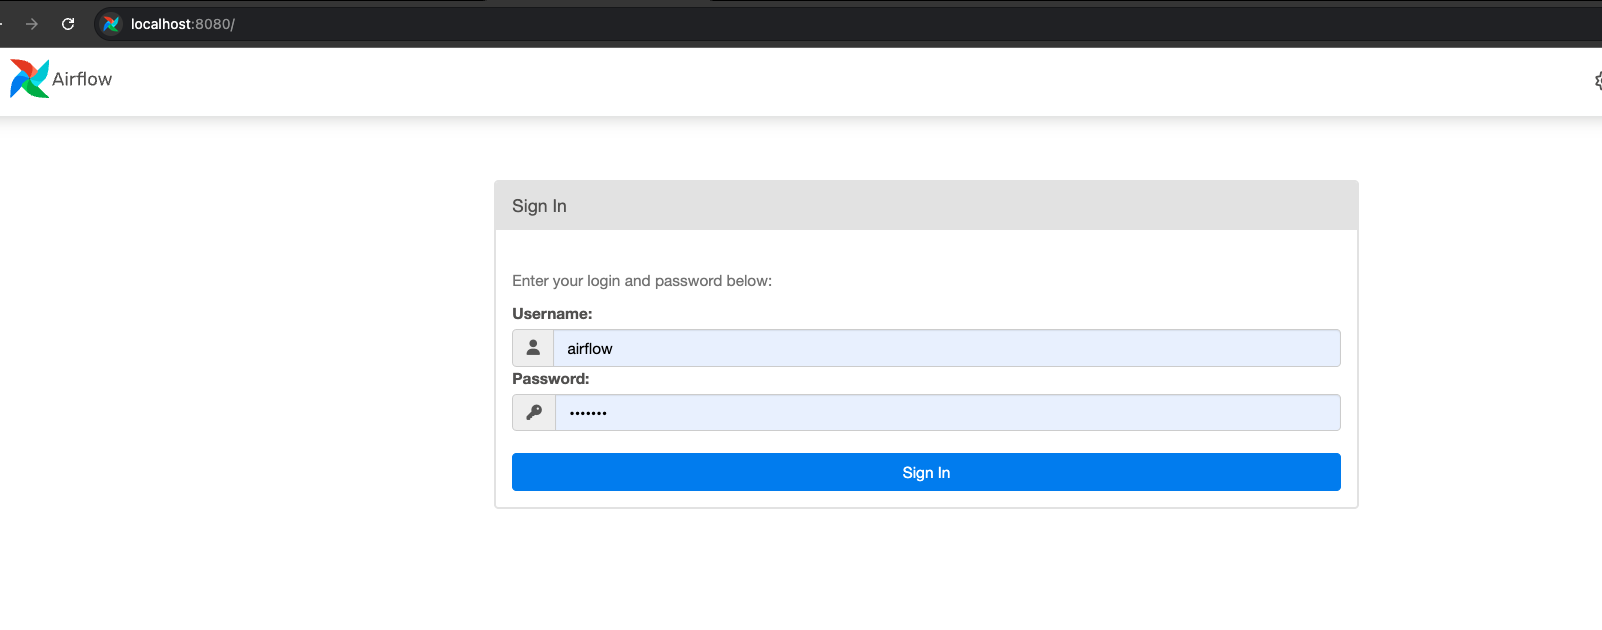 localhost:8080/
Airflow
Sign In
Enter your login and password below:
Username:
airflow
Password:
•••••••
Sign In